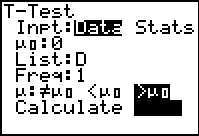 T-Test
Inpt:Data Stats
μ₀:0
List:D
Freq:1
μ:≠μ₀ <μ₀ >μ₀
Calculate